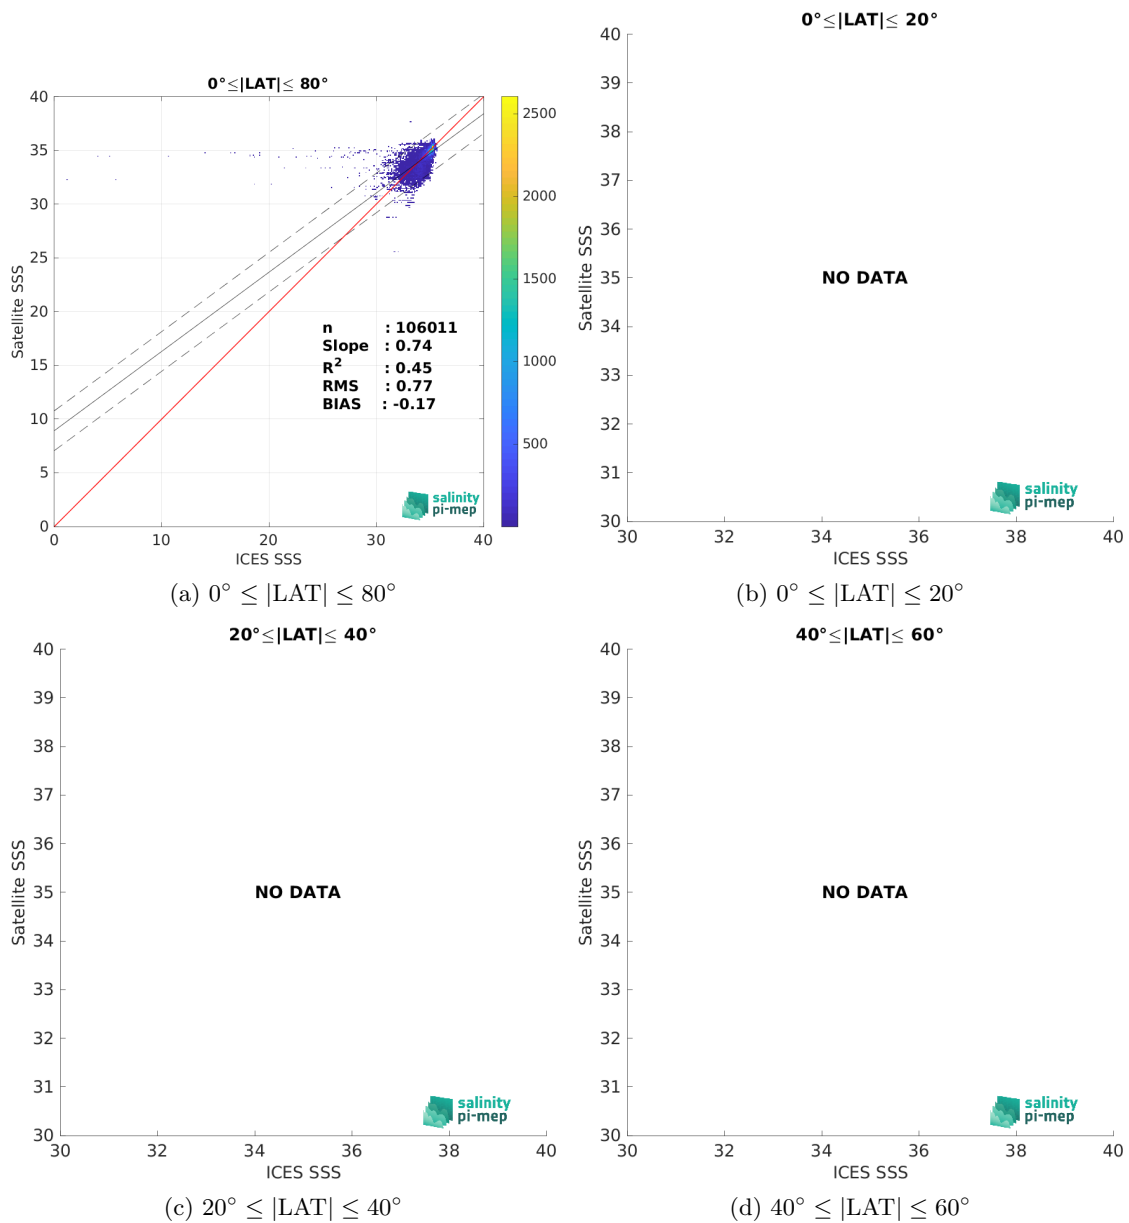 0°≤|LAT|≤ 80°
40
35
30
25
20
15
10
5
0
Satellite SSS
0
10
20
30
40
ICES SSS
n : 106011
Slope : 0.74
R² : 0.45
RMS : 0.77
BIAS : -0.17
salinity
pi-mep
2500
2000
1500
1000
500
(a) 0° ≤ |LAT| ≤ 80°
0°≤|LAT|≤ 20°
40
39
38
37
36
35
34
33
32
31
30
Satellite SSS
NO DATA
salinity
pi-mep
30
32
34
36
38
40
ICES SSS
(b) 0° ≤ |LAT| ≤ 20°
20°≤|LAT|≤ 40°
40
39
38
37
36
35
34
33
32
31
30
Satellite SSS
NO DATA
salinity
pi-mep
30
32
34
36
38
40
ICES SSS
(c) 20° ≤ |LAT| ≤ 40°
40°≤|LAT|≤ 60°
40
39
38
37
36
35
34
33
32
31
30
Satellite SSS
NO DATA
salinity
pi-mep
30
32
34
36
38
40
ICES SSS
(d) 40° ≤ |LAT| ≤ 60°